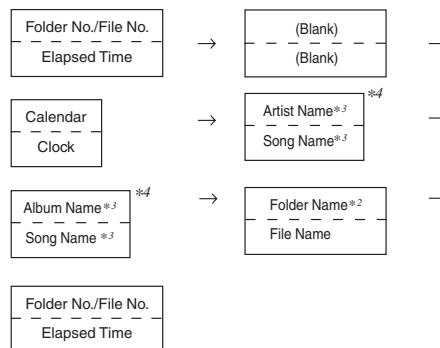 Folder No./File No.
Elapsed Time
→
(Blank)
(Blank)
Calendar
Clock
→
Artist Name*3
Song Name*3
*4
Album Name*3
Song Name *3
*4
→
Folder Name*2
File Name
Folder No./File No.
Elapsed Time